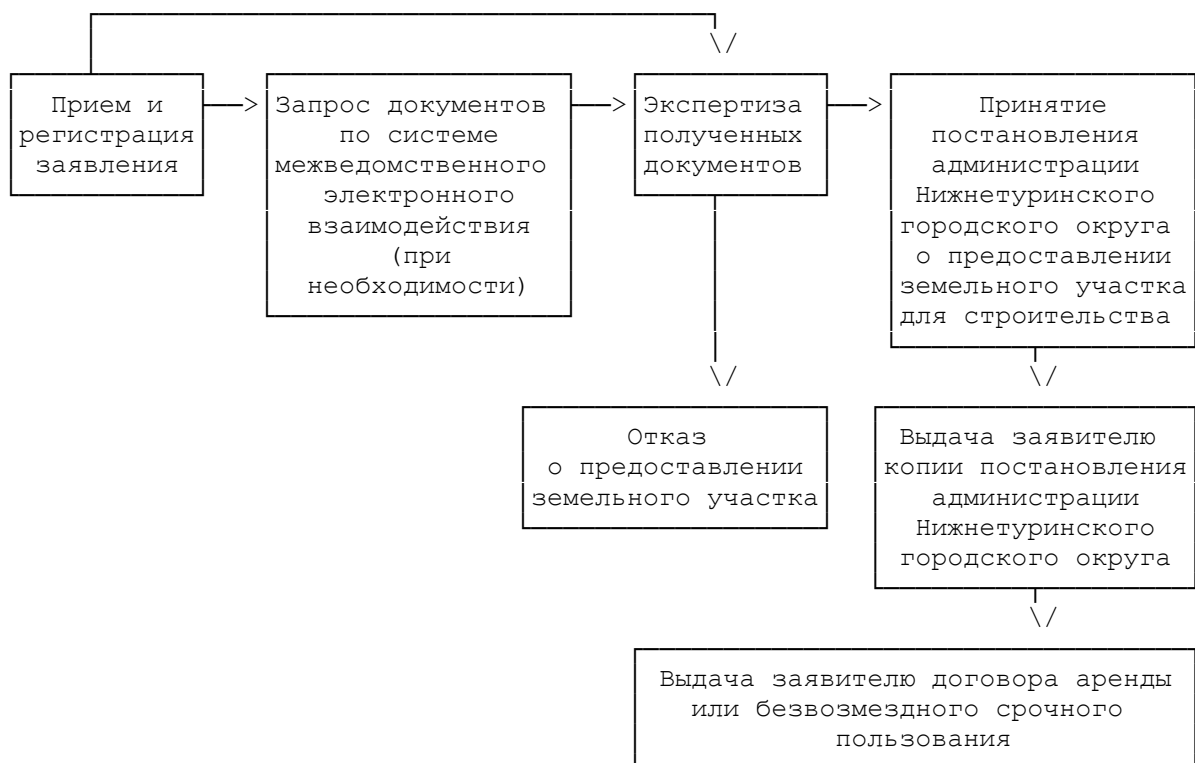 Прием и
регистрация
заявления
Запрос документов
по системе
межведомственного
электронного
взаимодействия
(при
необходимости)
Экспертиза
полученных
документов
Принятие
постановления
администрации
Нижнетуринского
городского округа
о предоставлении
земельного участка
для строительства
Отказ
о предоставлении
земельного участка
Выдача заявителю
копии постановления
администрации
Нижнетуринского
городского округа
Выдача заявителю договора аренды
или безвозмездного срочного
пользования